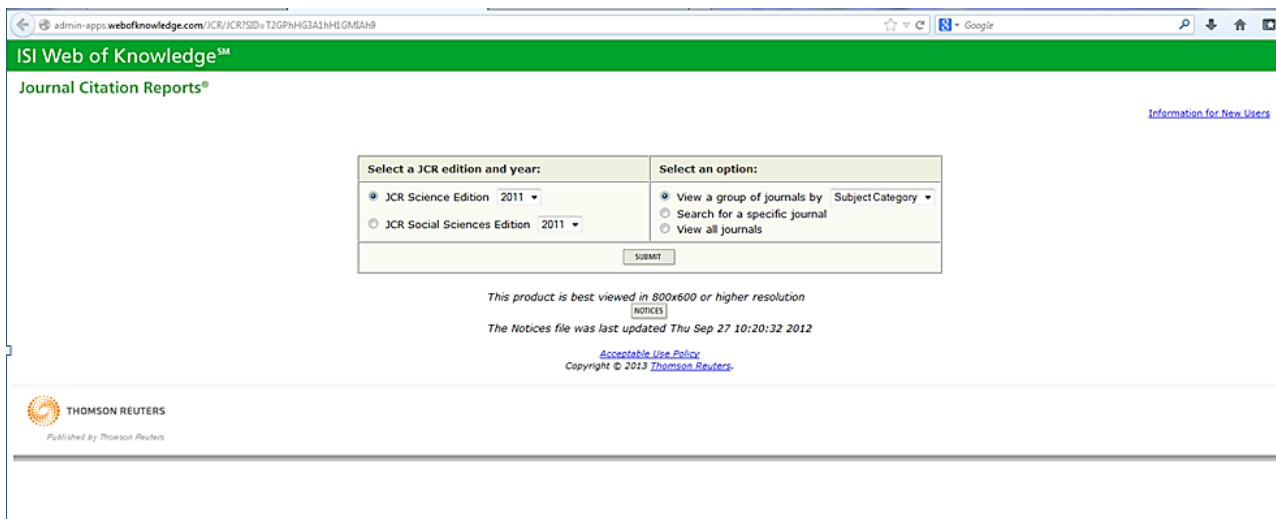 admin-apps.webofknowledge.com/JCR/JCR?SID=T2GPhHG3A1hH1GMIAh9
Google
ISI Web of Knowledge℠
Journal Citation Reports®
Information for New Users
Select a JCR edition and year:
Select an option:
JCR Science Edition 2011
View a group of journals by Subject Category
Search for a specific journal
JCR Social Sciences Edition 2011
View all journals
SUBMIT
This product is best viewed in 800x600 or higher resolution
NOTICES
The Notices file was last updated Thu Sep 27 10:20:32 2012
Acceptable Use Policy
Copyright © 2013 Thomson Reuters.
THOMSON REUTERS
Published by Thomson Reuters